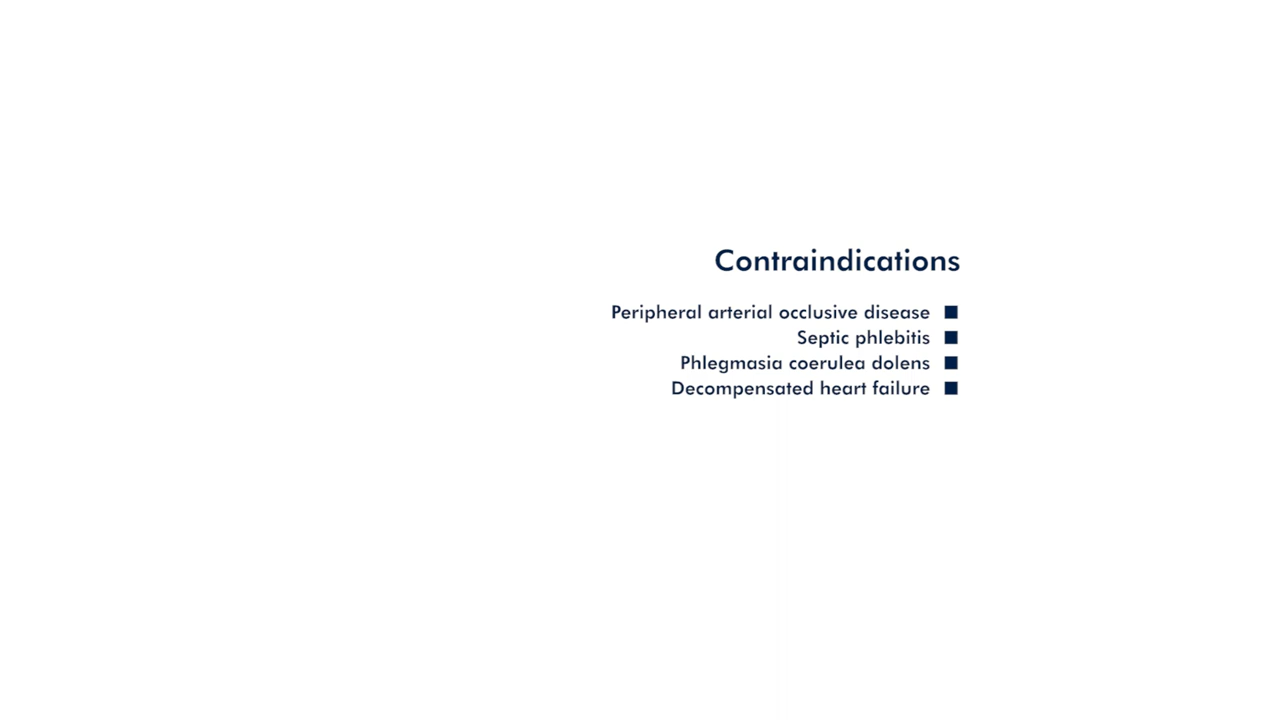 Contraindications
Peripheral arterial occlusive disease
Septic phlebitis
Phlegmasia coerulea dolens
Decompensated heart failure